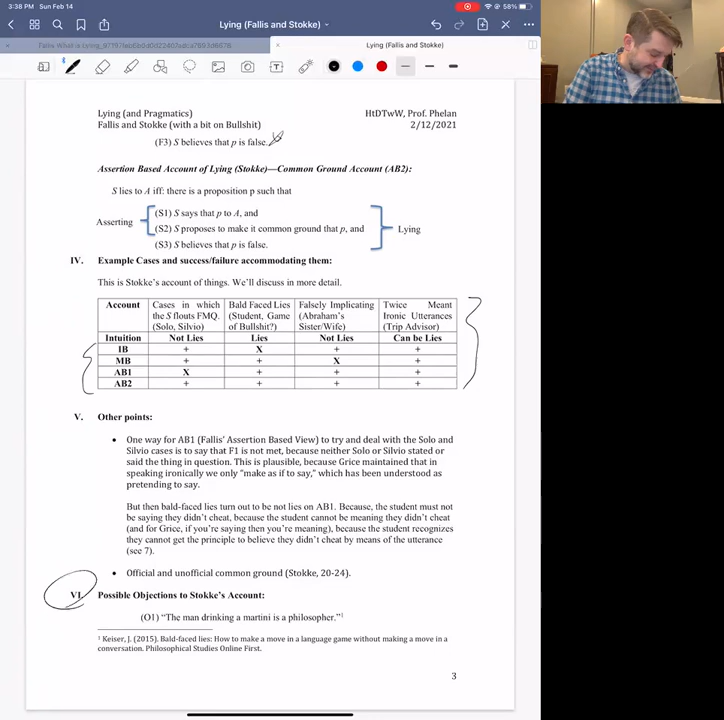 3:38 PM Sun Feb 14
58%
Lying (Fallis and Stokke)
Lying (Fallis and Stokke)
T
Lying (and Pragmatics) HtDTwW, Prof. Phelan
Fallis and Stokke (with a bit on Bullshit) 2/12/2021
(F3) S believes that p is false.
Assertion Based Account of Lying (Stokke)—Common Ground Account (AB2):
S lies to A iff: there is a proposition p such that
(S1) S says that p to A, and
Asserting
(S2) S proposes to make it common ground that p, and
Lying
(S3) S believes that p is false.
IV. Example Cases and success/failure accommodating them:
This is Stokke's account of things. We'll discuss in more detail.
Account Cases in which Bald Faced Lies Falsely Implicating Twice Meant
the S flouts FMQ. (Student, Game (Abraham's Ironic Utterances
(Solo, Silvio) of Bullshit?) Sister/Wife) (Trip Advisor)
Intuition Not Lies Lies Not Lies Can be Lies
IB + X + +
MB + + X +
AB1 X + + +
AB2 + + + +
V. Other points:
• One way for AB1 (Fallis' Assertion Based View) to try and deal with the Solo and
Silvio cases is to say that F1 is not met, because neither Solo or Silvio stated or
said the thing in question. This is plausible, because Grice maintained that in
speaking ironically we only "make as if to say," which has been understood as
pretending to say.
But then bald-faced lies turn out to be not lies on AB1. Because, the student must not
be saying they didn't cheat, because the student cannot be meaning they didn't cheat
(and for Grice, if you're saying then you're meaning), because the student recognizes
they cannot get the principle to believe they didn't cheat by means of the utterance
(see 7).
• Official and unofficial common ground (Stokke, 20-24).
VI. Possible Objections to Stokke's Account:
(O1) "The man drinking a martini is a philosopher."1
1 Keiser, J. (2015). Bald-faced lies: How to make a move in a language game without making a move in a
conversation. Philosophical Studies Online First.
3